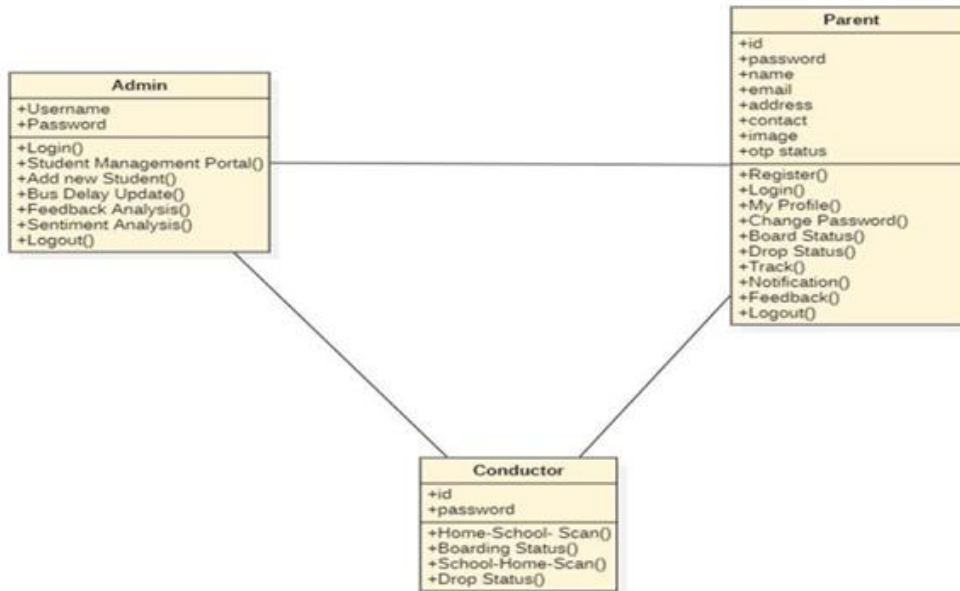 Admin
+Username
+Password
+Login()
+Student Management Portal()
+Add new Student()
+Bus Delay Update()
+Feedback Analysis()
+Sentiment Analysis()
+Logout()
Parent
+id
+password
+name
+email
+address
+contact
+image
+otp status
+Register()
+Login()
+My Profile()
+Change Password()
+Board Status()
+Drop Status()
+Track()
+Notification()
+Feedback()
+Logout()
Conductor
+id
+password
+Home-School- Scan()
+Boarding Status()
+School-Home-Scan()
+Drop Status()